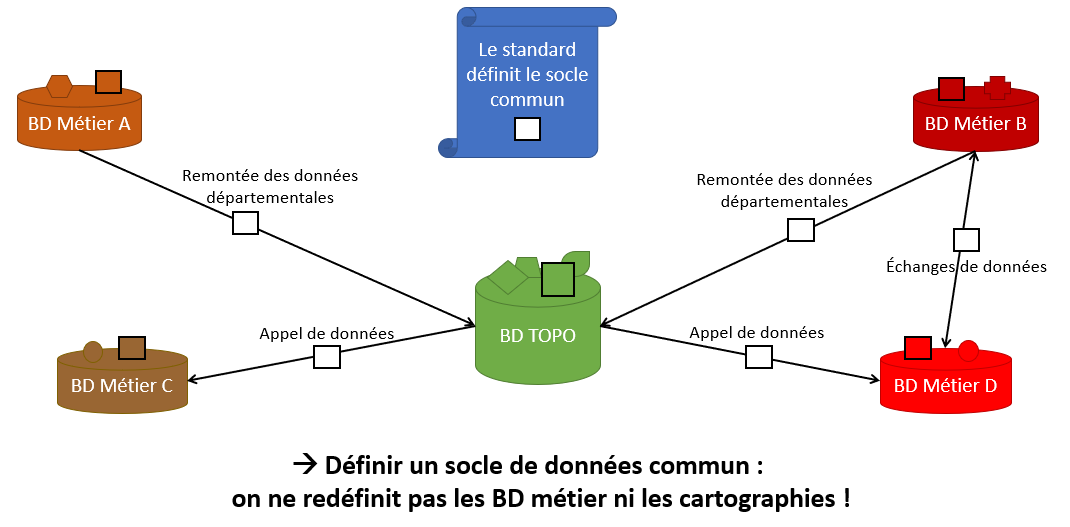 Le standard
définit le socle
commun
BD Métier A
BD Métier B
Remontée des données
départementales
Remontée des données
départementales
Échanges de données
BD TOPO
Appel de données
Appel de données
BD Métier C
BD Métier D
→ Définir un socle de données commun :
on ne redéfinit pas les BD métier ni les cartographies !